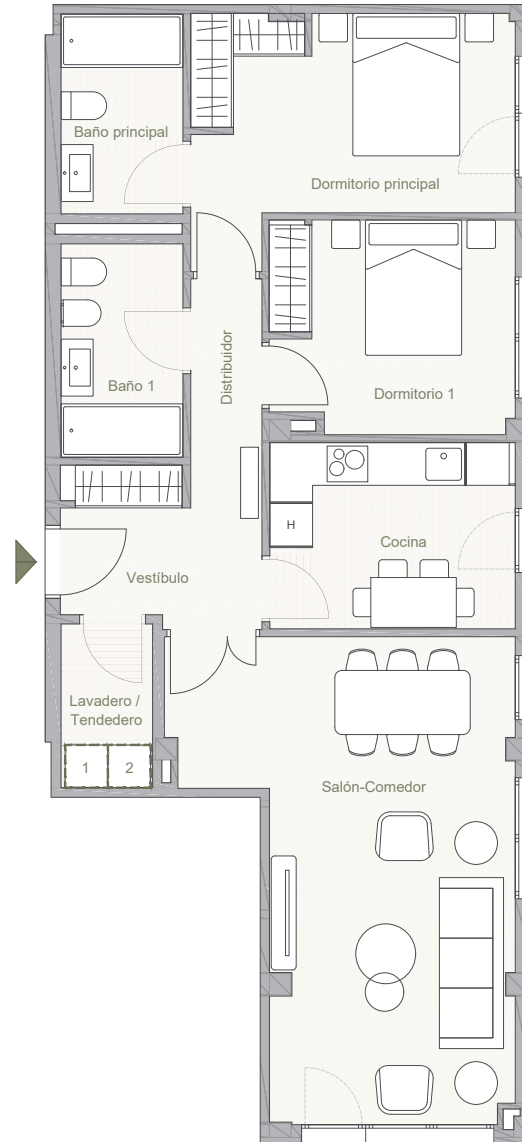 Baño principal
Dormitorio principal
Distribuidor
Baño 1
Dormitorio 1
H
Cocina
Vestíbulo
Lavadero /
Tendedero
1
2
Salón-Comedor